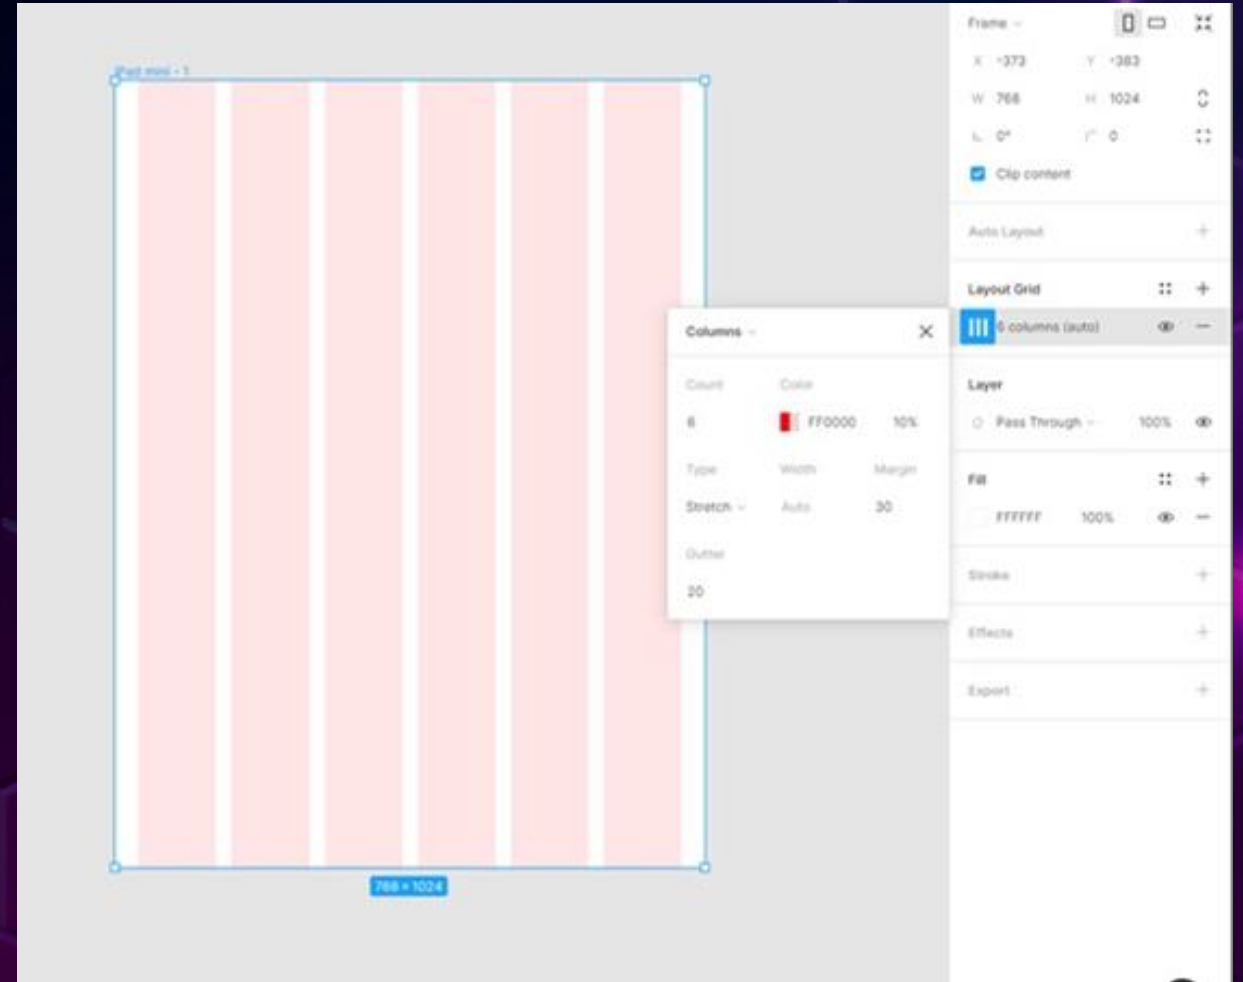 Frame
iPad mini - 1
X -373 Y -383
W 768 H 1024
0° 0
Clip content
Auto Layout
Layout Grid
6 columns (auto)
Columns
Count Color
6 FF0000 10%
Type Width Margin
Stretch Auto 30
Gutter
20
Layer
Pass Through 100%
Fill
FFFFFF 100%
Stroke
Effects
Export
768 × 1024